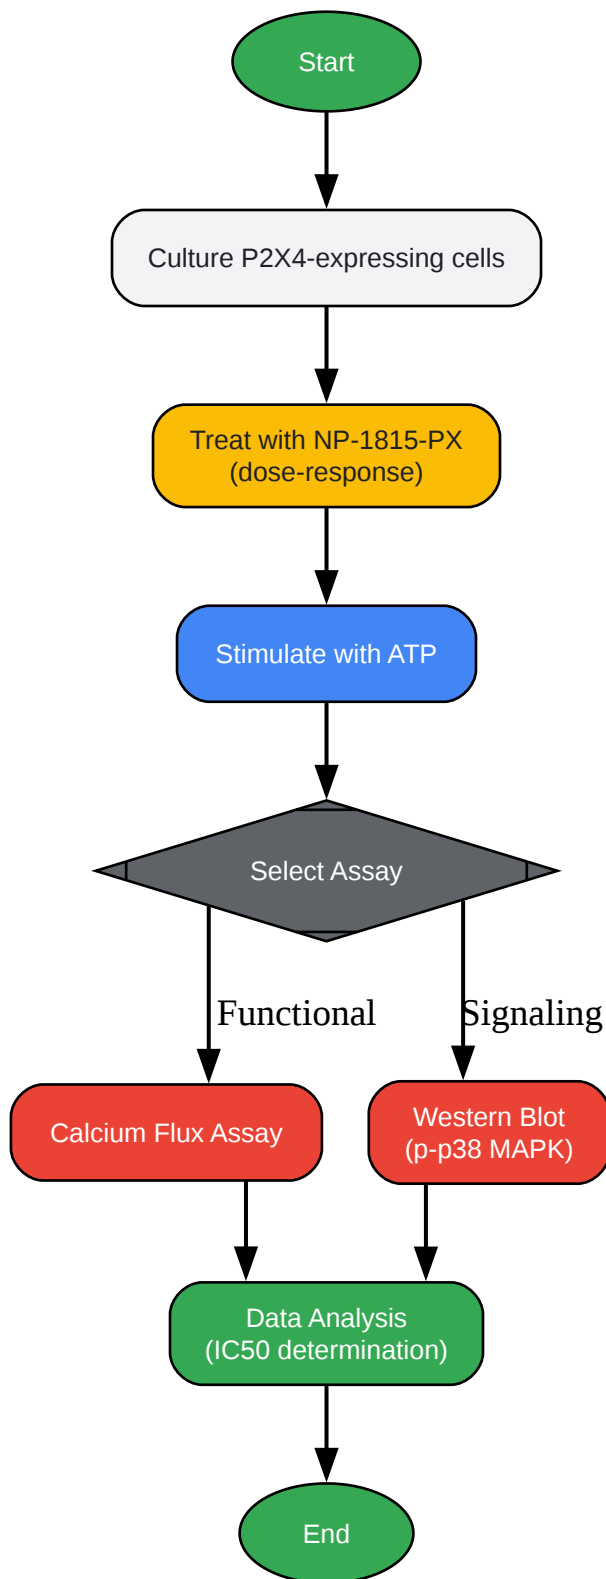 Start
Culture P2X4-expressing cells
Treat with NP-1815-PX
(dose-response)
Stimulate with ATP
Select Assay
Functional
Signaling
Calcium Flux Assay
Western Blot
(p-p38 MAPK)
Data Analysis
(IC50 determination)
End